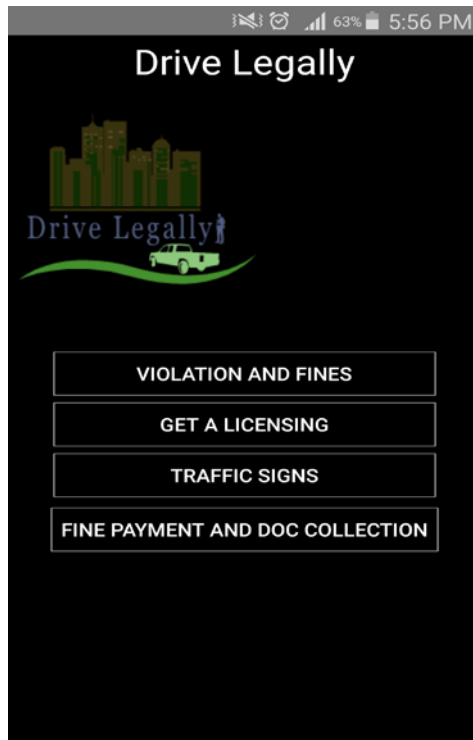 63% 5:56 PM
Drive Legally
Drive Legally
VIOLATION AND FINES
GET A LICENSING
TRAFFIC SIGNS
FINE PAYMENT AND DOC COLLECTION